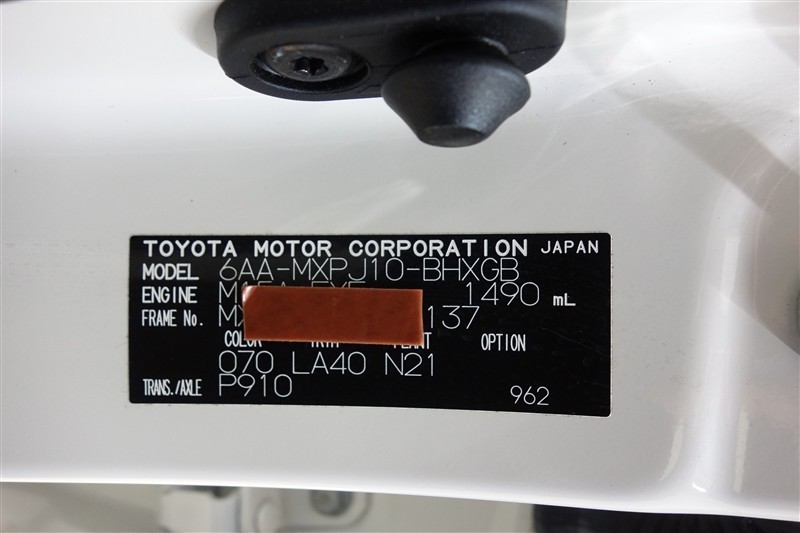 TOYOTA MOTOR CORPORATION JAPAN
MODEL 6AA-MXPJ10-BHXGB
ENGINE 1490 mL
FRAME No. 137
OPTION
070 LA40 N21
TRANS./AXLE P910
962